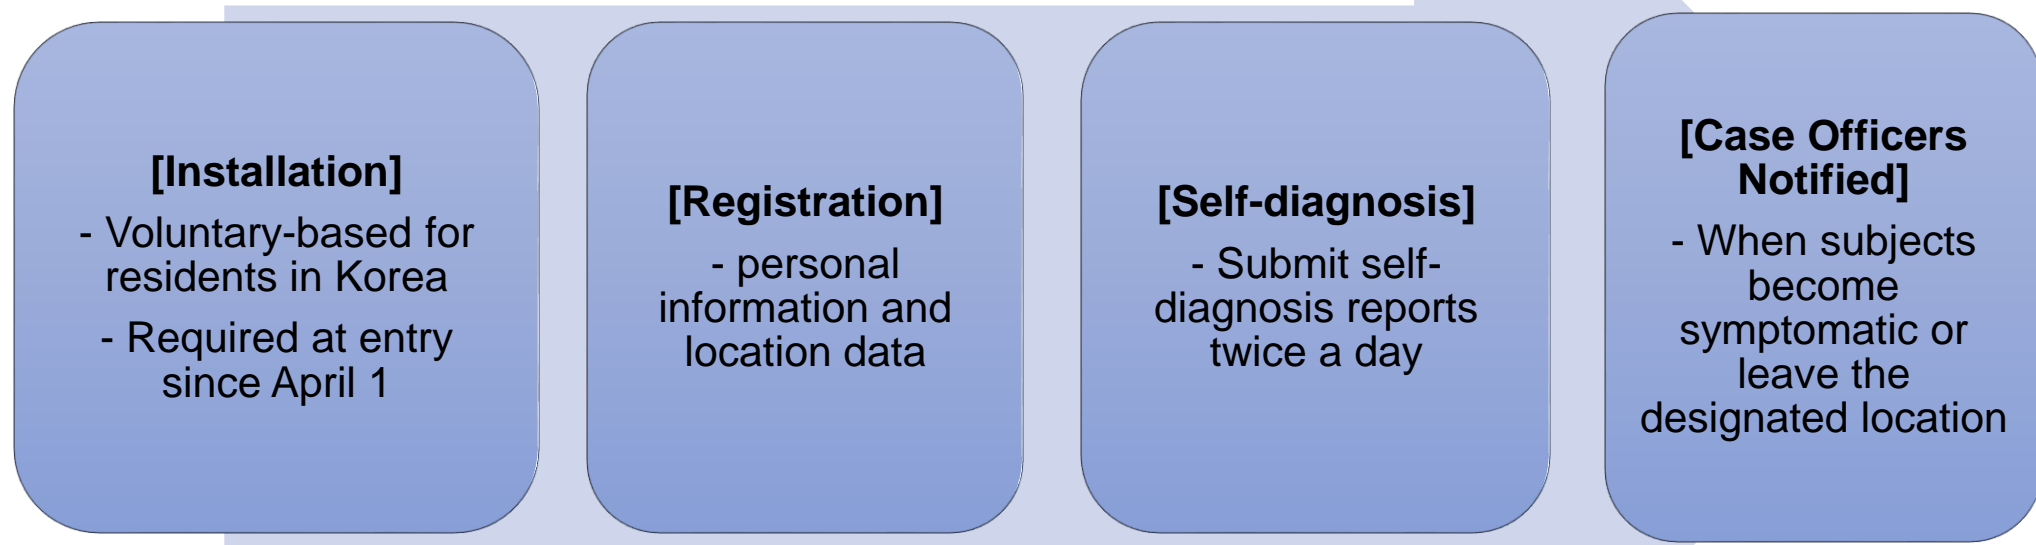 [Installation]
- Voluntary-based for
residents in Korea
- Required at entry
since April 1
[Registration]
- personal
information and
location data
[Self-diagnosis]
- Submit self-
diagnosis reports
twice a day
[Case Officers
Notified]
- When subjects
become
symptomatic or
leave the
designated location